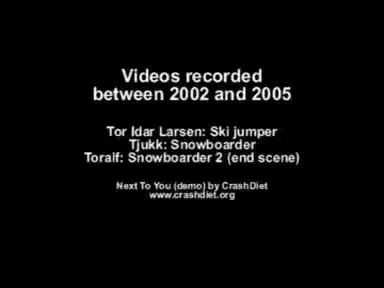 Videos recorded
between 2002 and 2005
Tor Idar Larsen: Ski jumper
Tjukk: Snowboarder
Toralf: Snowboarder 2 (end scene)
Next To You (demo) by CrashDiet
www.crashdiet.org